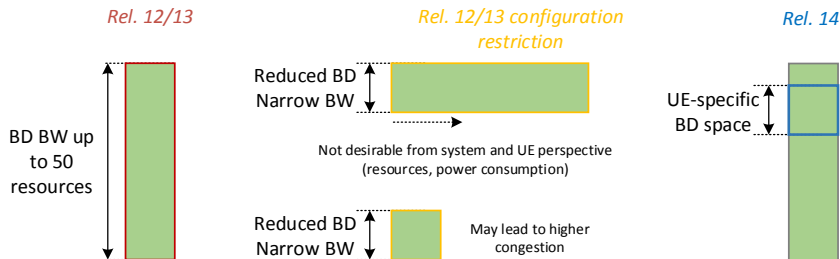 Rel. 12/13
BD BW up
to 50
resources
Rel. 12/13 configuration
restriction
Reduced BD
Narrow BW
Not desirable from system and UE perspective
(resources, power consumption)
Reduced BD
Narrow BW
May lead to higher
congestion
Rel. 14
UE-specific
BD space